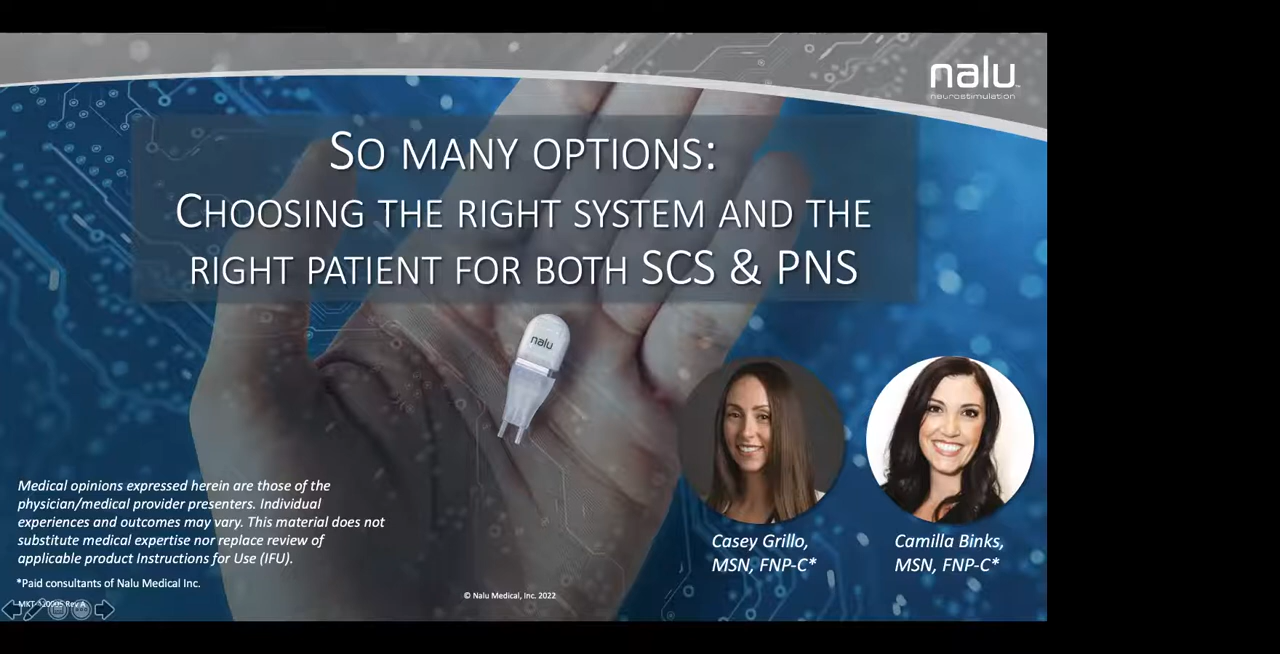 nalu
neurostimulation
So many options:
Choosing the right system and the
right patient for both SCS & PNS
nalu
Medical opinions expressed herein are those of the
physician/medical provider presenters. Individual
experiences and outcomes may vary. This material does not
substitute medical expertise nor replace review of
applicable product Instructions for Use (IFU).
*Paid consultants of Nalu Medical Inc.
Casey Grillo,
MSN, FNP-C*
Camilla Binks,
MSN, FNP-C*
© Nalu Medical, Inc. 2022
Rev A